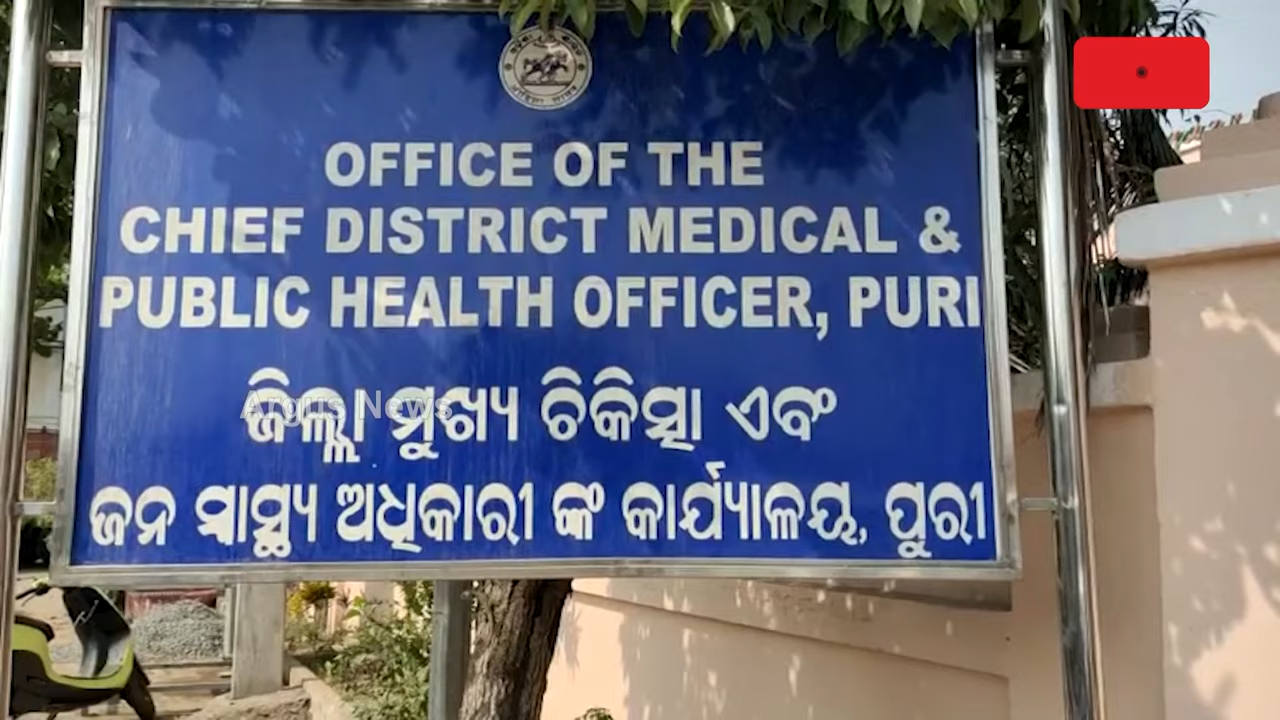 OFFICE OF THE
CHIEF DISTRICT MEDICAL &
PUBLIC HEALTH OFFICER, PURI
ଜିଲ୍ଲା ମୁଖ୍ୟ ଚିକିତ୍ସା ଏବଂ
Argus News
ଜନ ସ୍ୱାସ୍ଥ୍ୟ ଅଧିକାରୀ ଙ୍କ କାର୍ଯ୍ୟାଳୟ, ପୁରୀ